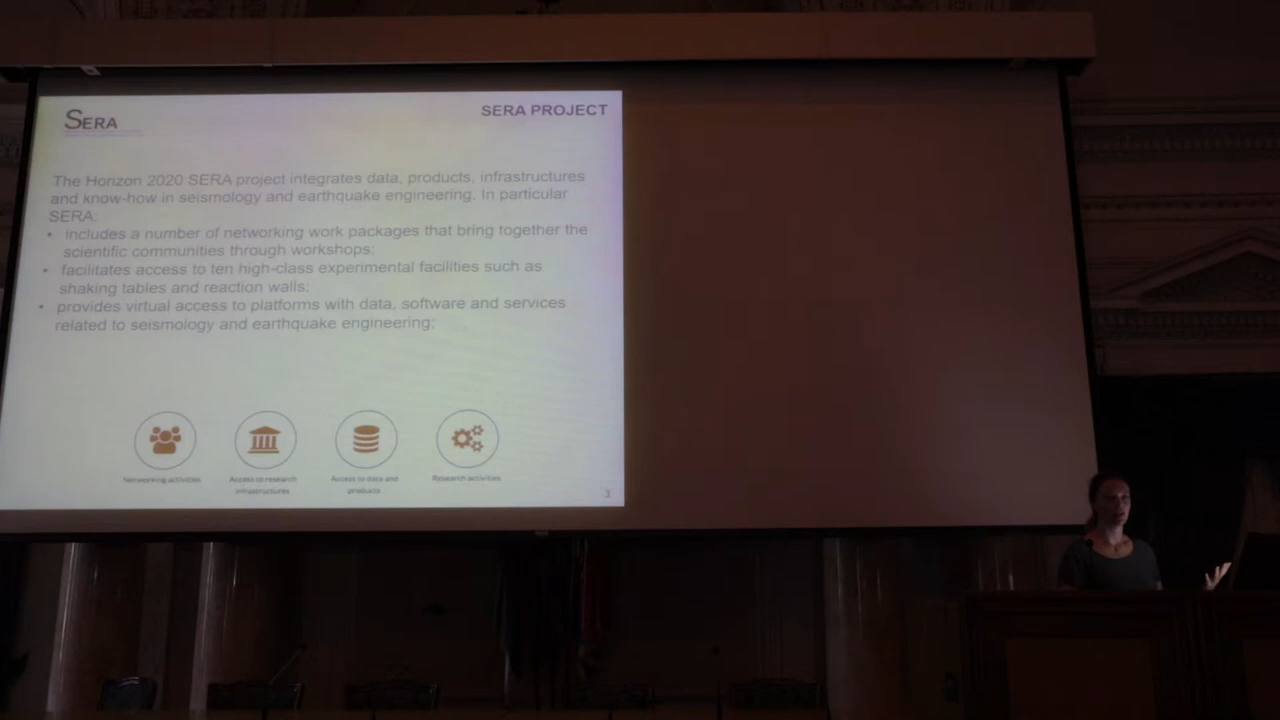 SERA
SERA PROJECT
The Horizon 2020 SERA project integrates data, products, infrastructures
and know-how in seismology and earthquake engineering. In particular
SERA:
• includes a number of networking work packages that bring together the
scientific communities through workshops;
• facilitates access to ten high-class experimental facilities such as
shaking tables and reaction walls;
• provides virtual access to platforms with data, software and services
related to seismology and earthquake engineering;
Networking activities
Access to research
infrastructures
Access to data and
products
Research activities
3